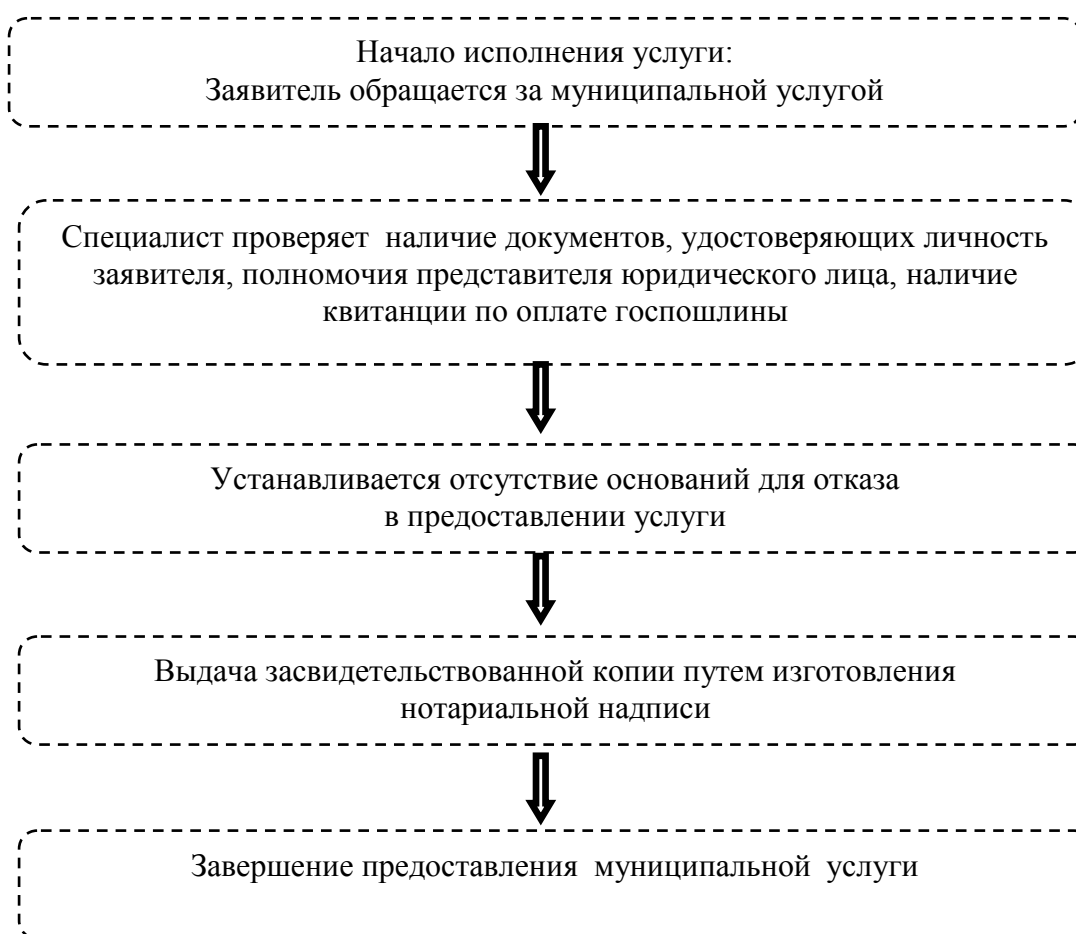 Начало исполнения услуги:
Заявитель обращается за муниципальной услугой
Специалист проверяет наличие документов, удостоверяющих личность
заявителя, полномочия представителя юридического лица, наличие
квитанции по оплате госпошлины
Устанавливается отсутствие оснований для отказа
в предоставлении услуги
Выдача засвидетельствованной копии путем изготовления
нотариальной надписи
Завершение предоставления муниципальной услуги